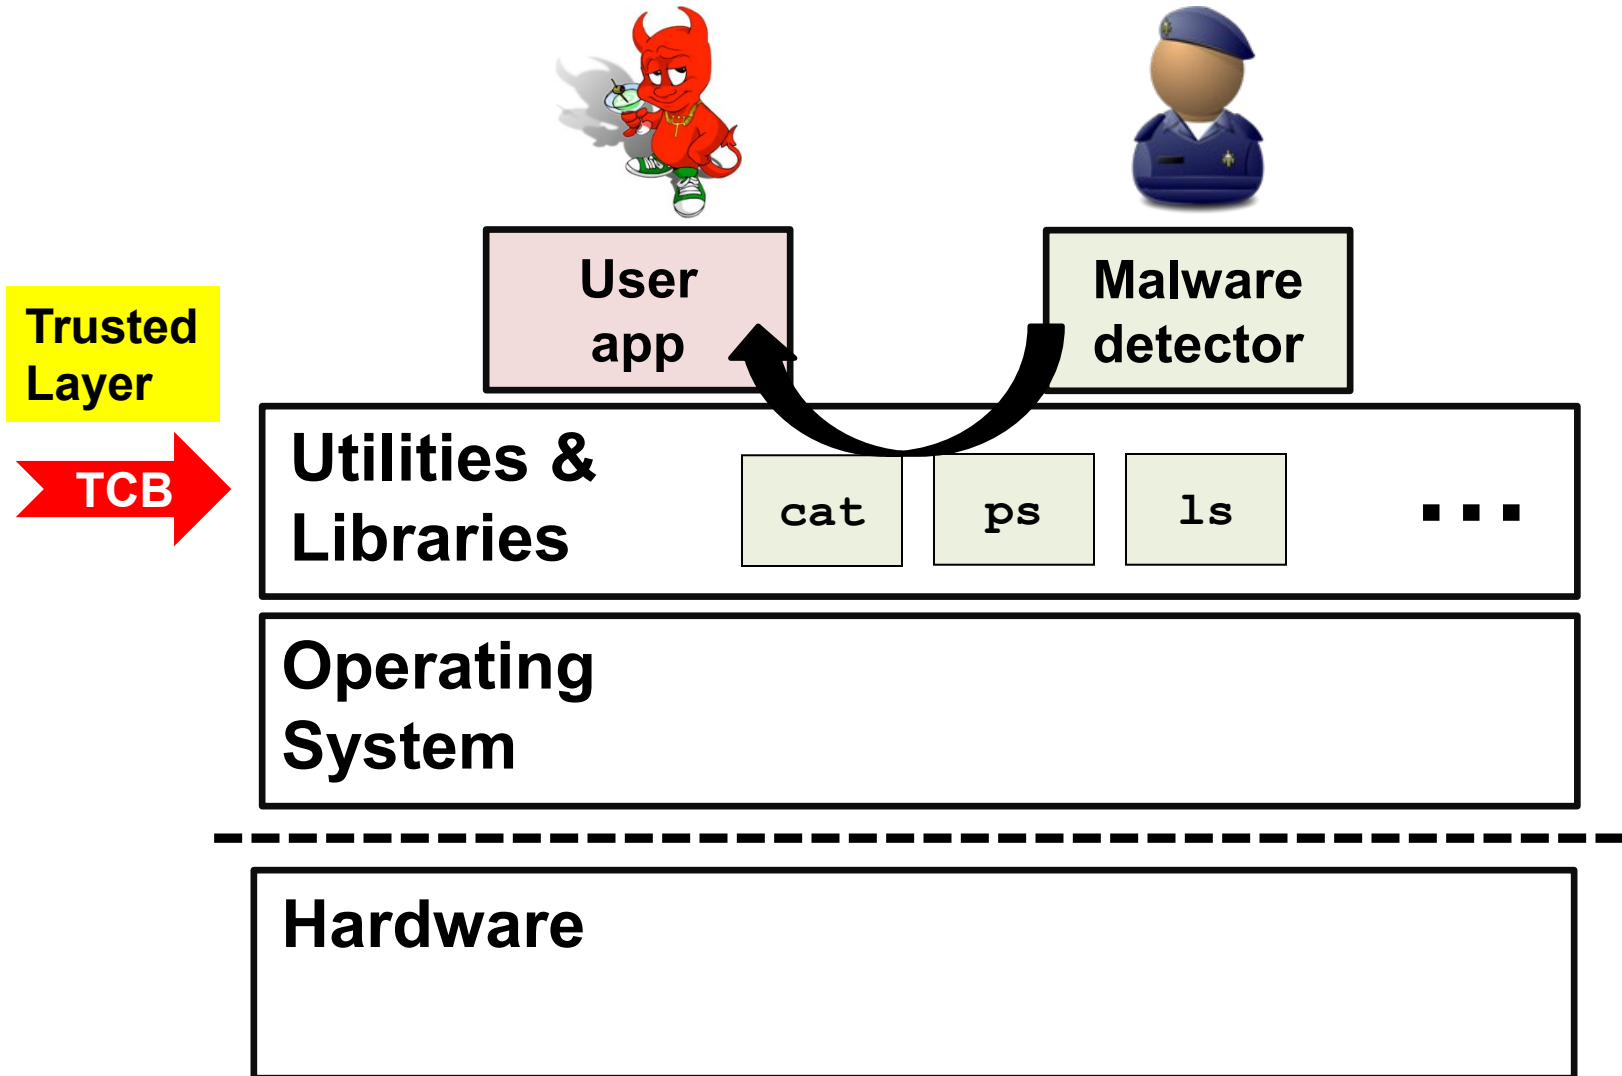 User
app
Malware
detector
Trusted
Layer
TCB
Utilities &
Libraries
cat
ps
ls
...
Operating
System
Hardware